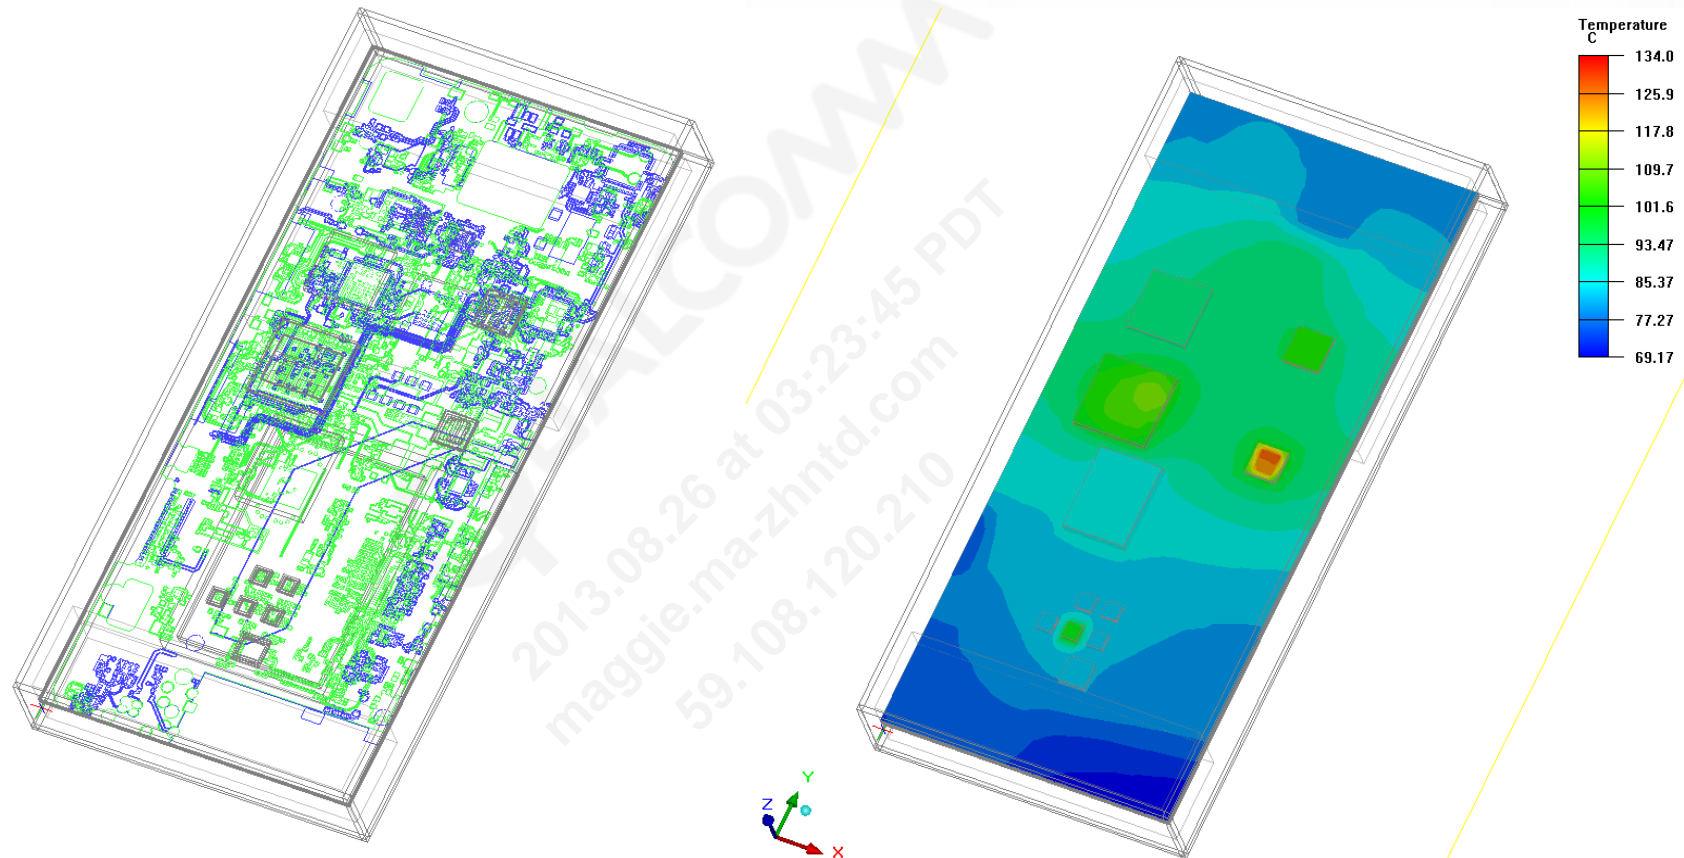 Temperature
C
134.0
125.9
117.8
109.7
101.6
93.47
85.37
77.27
69.17
2013.08.26 at 03:23:45 PDT
maggie.ma-zhntd.com
59.108.120.210
Y
Z
X